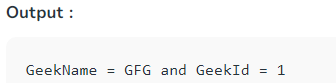 Output :
GeekName = GFG and GeekId = 1